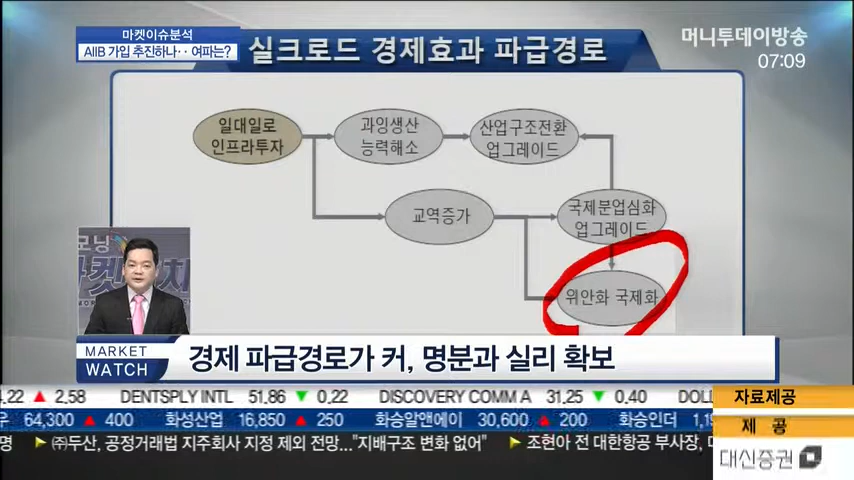 마켓이슈분석
AIIB 가입 추진하나‥ 여파는?
실크로드 경제효과 파급경로
머니투데이방송
07:09
일대일로
인프라투자
과잉생산
능력해소
산업구조전환
업그레이드
교역증가
국제분업심화
업그레이드
위안화 국제화
모닝
MARKET
WATCH
경제 파급경로가 커, 명분과 실리 확보
.22 ▲ 2,58 DENTSPLY INTL 51,86 ▼ 0,22 DISCOVERY COMM A 31,25 ▼ 0,40 DOLL
우 64,300 ▲ 400 화성산업 16,850 ▲ 250 화승알앤에이 30,600 ▲ 200 화승인더 1,1
명 ▶ ㈜두산, 공정거래법 지주회사 지정 제외 전망..."지배구조 변화 없어" ▶ 조현아 전 대한항공 부사장,
자료제공
제 공
대신증권